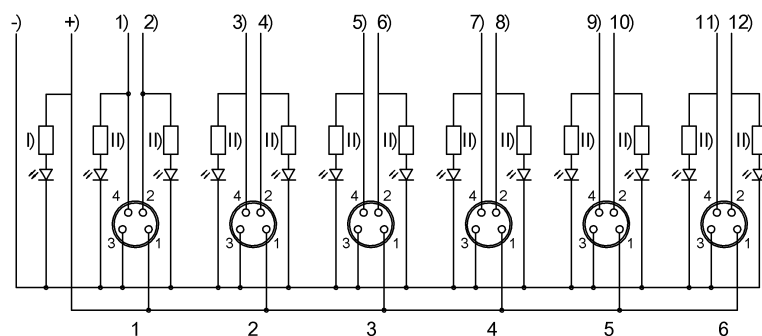 -) +) 1) 2) 3) 4) 5) 6) 7) 8) 9) 10) 11) 12)
I) II) II) II) II) II) II) II) II) II) II) II) II)
4 2 4 2 4 2 4 2 4 2 4 2
3 1 3 1 3 1 3 1 3 1 3 1
1 2 3 4 5 6